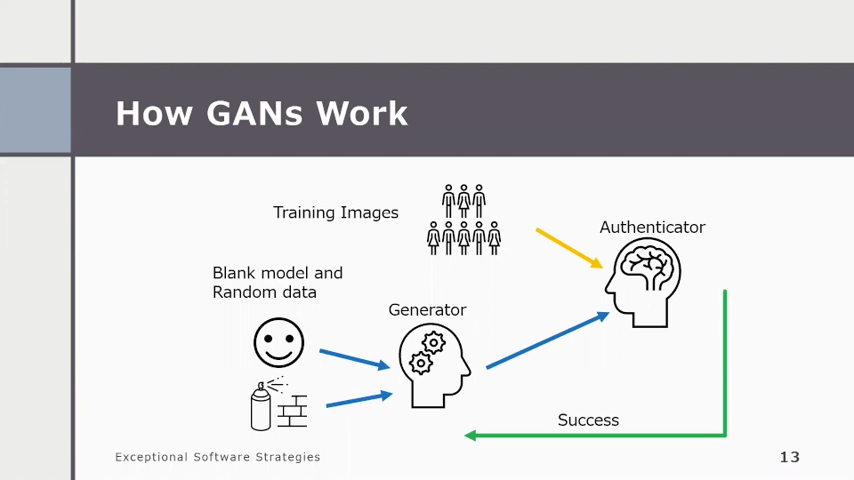 How GANs Work
Training Images
Authenticator
Blank model and
Random data
Generator
Success
Exceptional Software Strategies
13